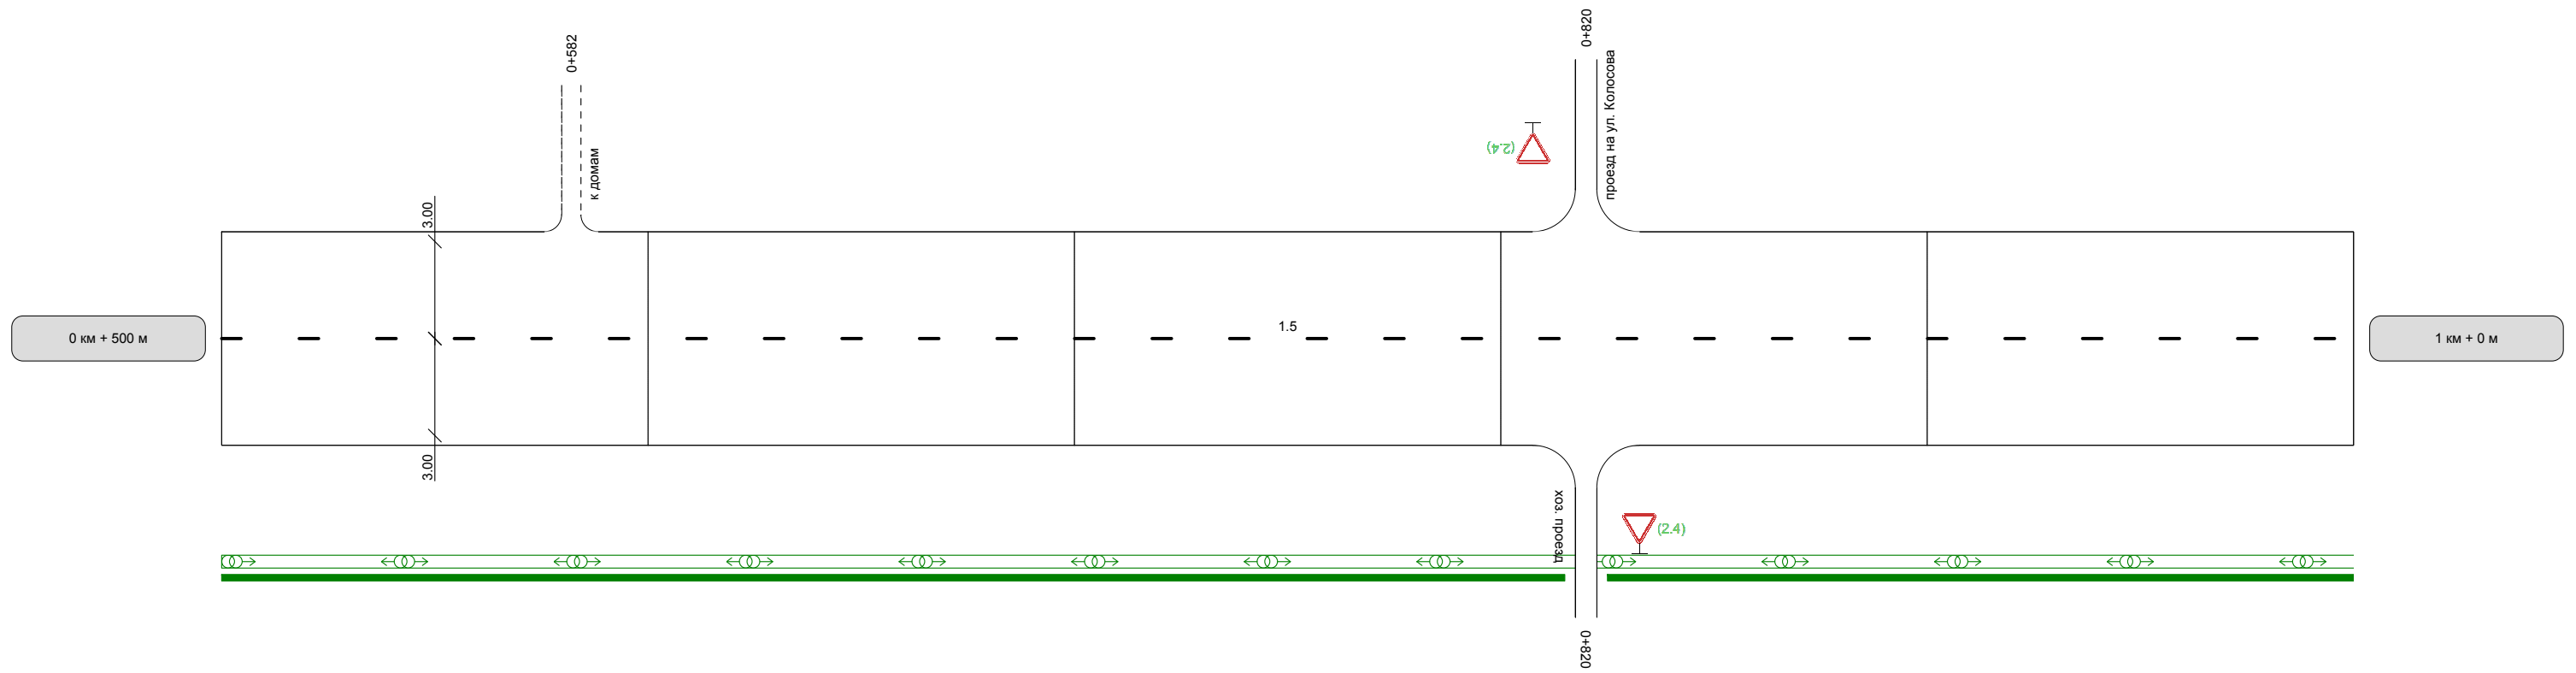 0+582
0+820
к домам
проезд на ул. Колосова
(2.4)
3.00
0 км + 500 м
1.5
1 км + 0 м
3.00
хоз. проезд
(2.4)
0+820